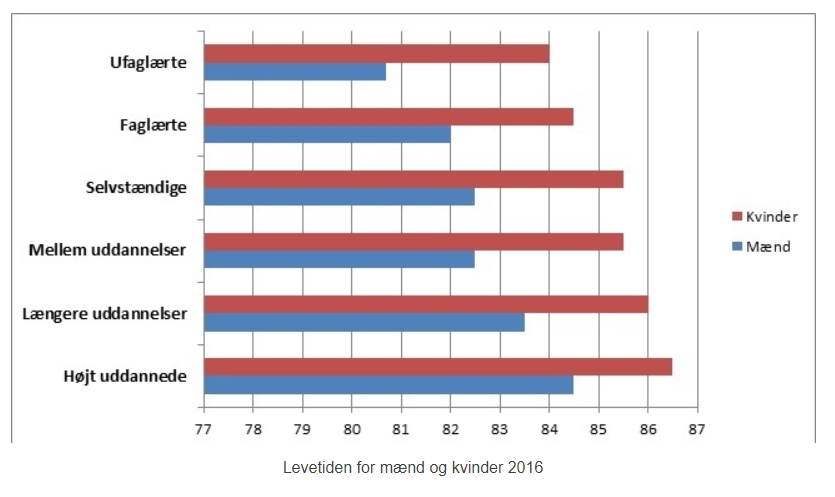 Ufaglærte
Faglærte
Selvstændige
Mellem uddannelser
Længere uddannelser
Højt uddannede
Kvinder
Mænd
77 78 79 80 81 82 83 84 85 86 87
Levetiden for mænd og kvinder 2016